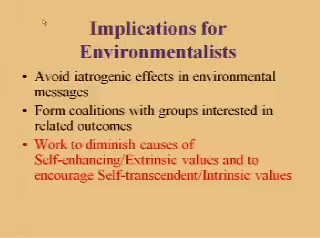 Implications for
Environmentalists
• Avoid iatrogenic effects in environmental
messages
• Form coalitions with groups interested in
related outcomes
• Work to diminish causes of
Self-enhancing/Extrinsic values and to
encourage Self-transcendent/Intrinsic values